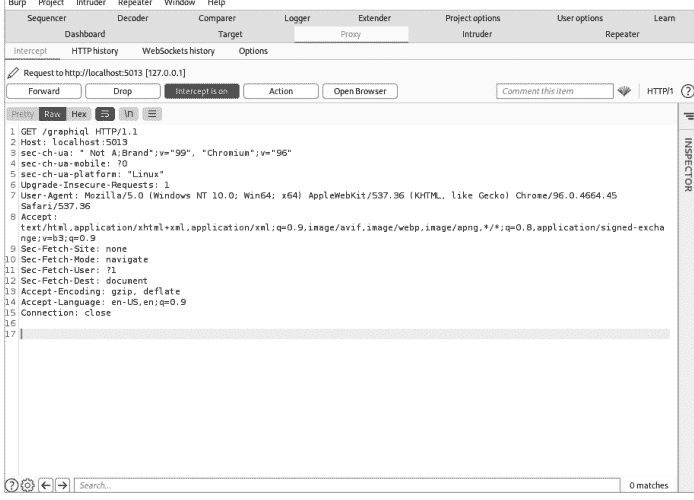 Burp Project Intruder Repeater Window Help
Sequencer Decoder Comparer Logger Extender Project options User options Learn
Dashboard Target Proxy Intruder Repeater
Intercept HTTP history WebSockets history Options
Request to http://localhost:5013 [127.0.0.1]
Forward Drop Intercept is on Action Open Browser Comment this item HTTP/1 ?
Pretty Raw Hex \n
INSPECTOR
1 GET /graphiql HTTP/1.1
2 Host: localhost:5013
3 sec-ch-ua: " Not A;Brand";v="99", "Chromium";v="96"
4 sec-ch-ua-mobile: ?0
5 sec-ch-ua-platform: "Linux"
6 Upgrade-Insecure-Requests: 1
7 User-Agent: Mozilla/5.0 (Windows NT 10.0; Win64; x64) AppleWebKit/537.36 (KHTML, like Gecko) Chrome/96.0.4664.45
Safari/537.36
8 Accept:
text/html,application/xhtml+xml,application/xml;q=0.9,image/avif,image/webp,image/apng,*/*;q=0.8,application/signed-excha
nge;v=b3;q=0.9
9 Sec-Fetch-Site: none
10 Sec-Fetch-Mode: navigate
11 Sec-Fetch-User: ?1
12 Sec-Fetch-Dest: document
13 Accept-Encoding: gzip, deflate
14 Accept-Language: en-US,en;q=0.9
15 Connection: close
16
17
? Search... 0 matches